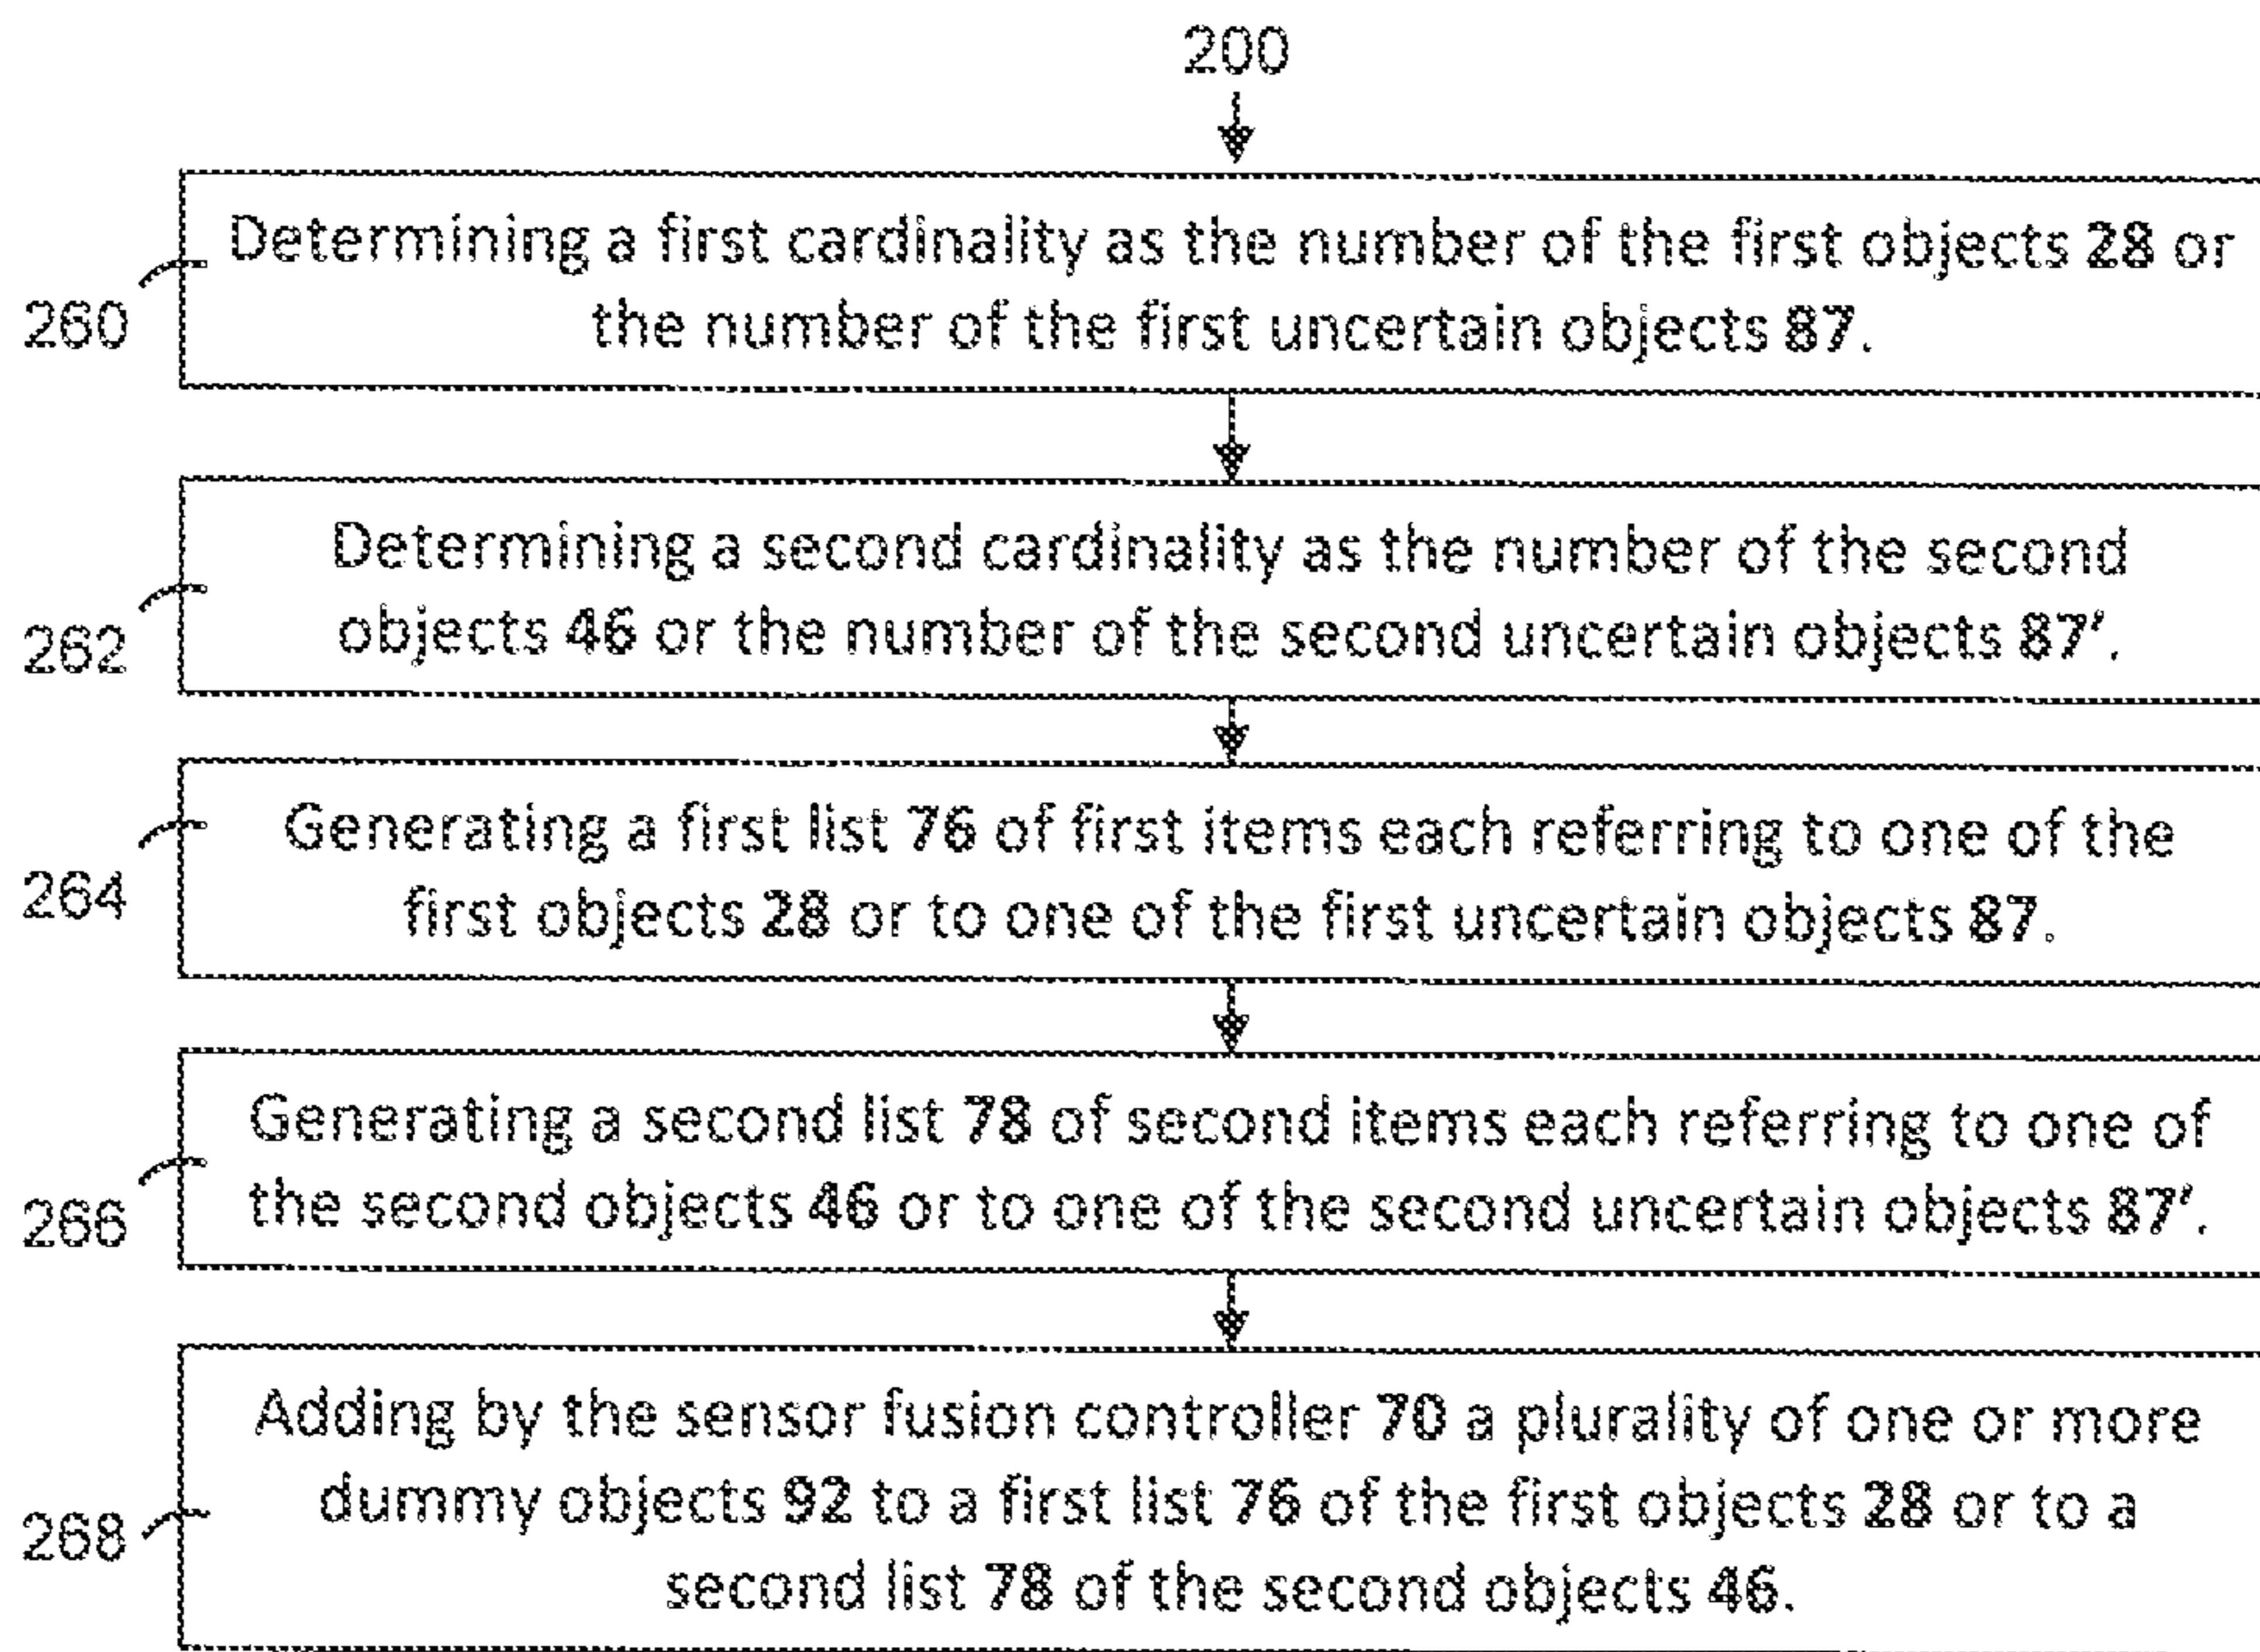 200
Determining a first cardinality as the number of the first objects 28 or
the number of the first uncertain objects 87.
260
Determining a second cardinality as the number of the second
objects 46 or the number of the second uncertain objects 87'.
262
Generating a first list 76 of first items each referring to one of the
first objects 28 or to one of the first uncertain objects 87.
264
Generating a second list 78 of second items each referring to one of
the second objects 46 or to one of the second uncertain objects 87'.
266
Adding by the sensor fusion controller 70 a plurality of one or more
dummy objects 92 to a first list 76 of the first objects 28 or to a
second list 78 of the second objects 46.
268